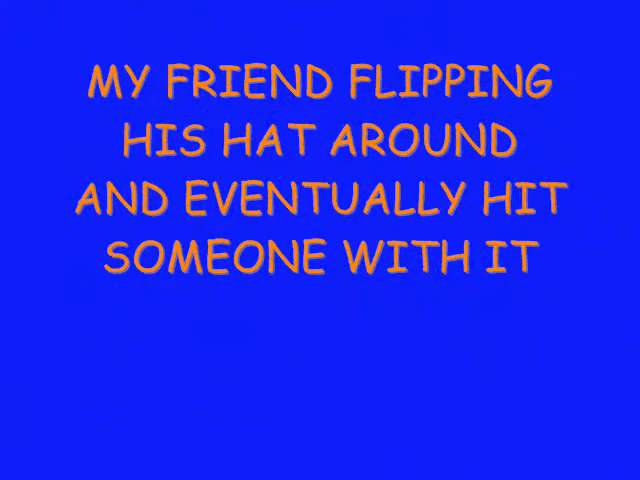 MY FRIEND FLIPPING
HIS HAT AROUND
AND EVENTUALLY HIT
SOMEONE WITH IT